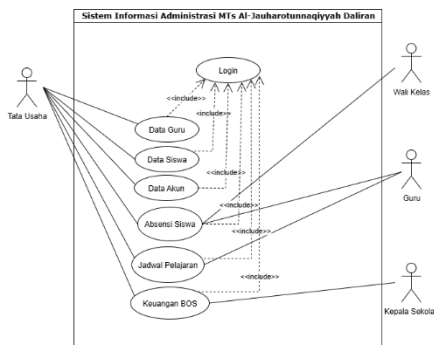 Sistem Informasi Administrasi MTs Al-Jauharotunnaqiyyah Daliran
Login
Wali Kelas
Tata Usaha
<<include>>
<include>>
Data Guru
Data Siswa
<<include>>
Data Akun
<<include>>
Guru
Absensi Siswa
<<include>>
Jadwal Pelajaran
<<include>>
Keuangan BOS
Kepala Sekola